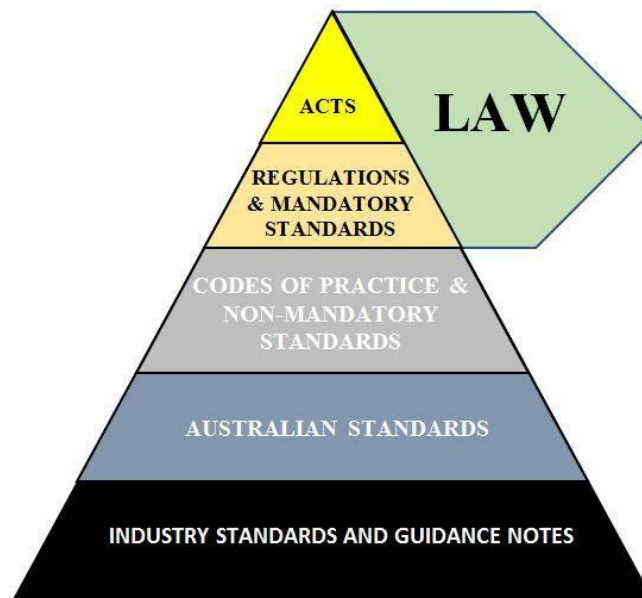 ACTS
LAW
REGULATIONS
& MANDATORY
STANDARDS
CODES OF PRACTICE &
NON-MANDATORY
STANDARDS
AUSTRALIAN STANDARDS
INDUSTRY STANDARDS AND GUIDANCE NOTES